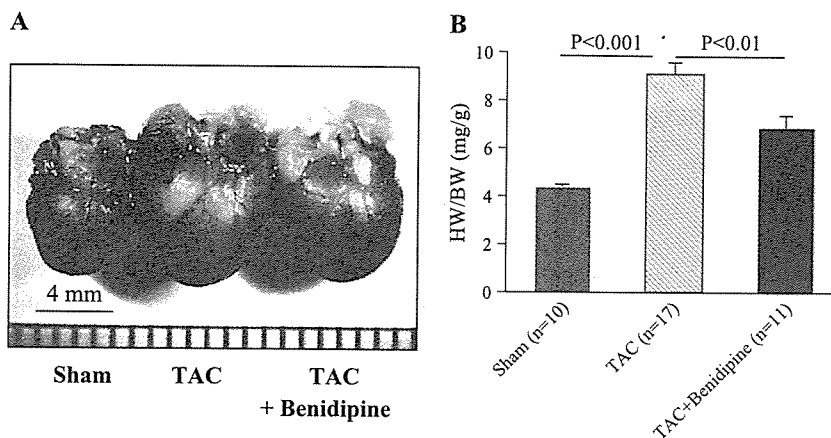 A
4 mm
Sham
TAC
TAC
+ Benidipine
B
P<0.001
P<0.01
HW/BW (mg/g)
10
8
6
4
2
0
Sham (n=10)
TAC (n=17)
TAC+Benidipine (n=11)